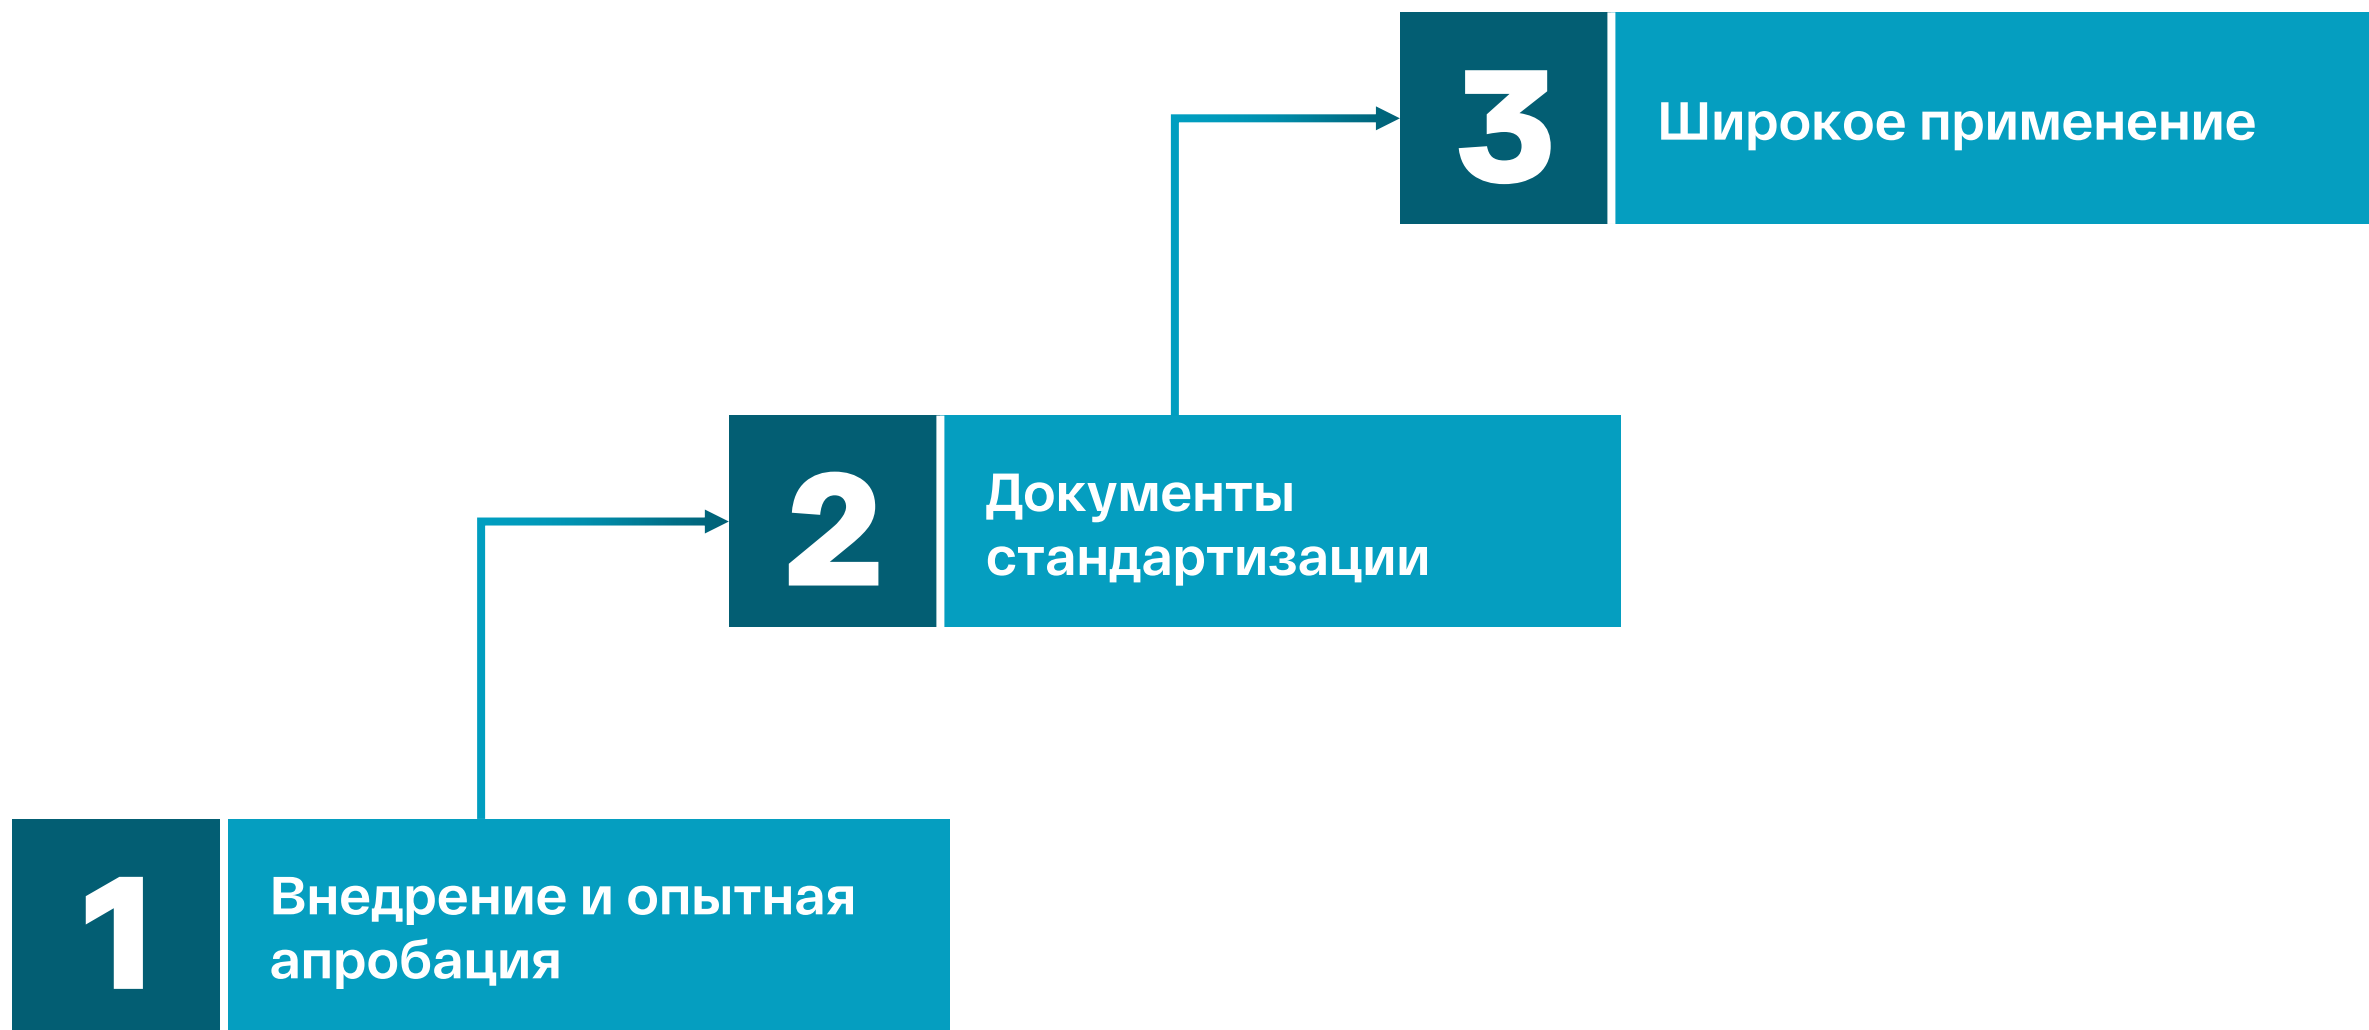 3
Широкое применение
2
Документы
стандартизации
1
Внедрение и опытная
апробация